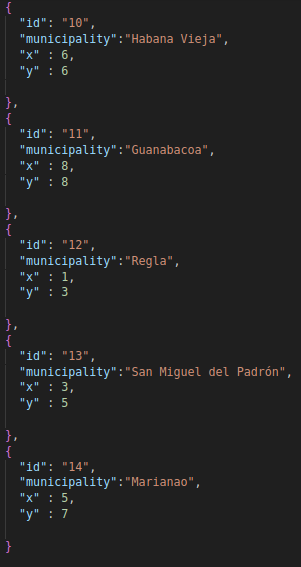 {
"id": "10",
"municipality":"Habana Vieja",
"x" : 6,
"y" : 6
},
{
"id": "11",
"municipality":"Guanabacoa",
"x" : 8,
"y" : 8
},
{
"id": "12",
"municipality":"Regla",
"x" : 1,
"y" : 3
},
{
"id": "13",
"municipality":"San Miguel del Padrón",
"x" : 3,
"y" : 5
},
{
"id": "14",
"municipality":"Marianao",
"x" : 5,
"y" : 7
}